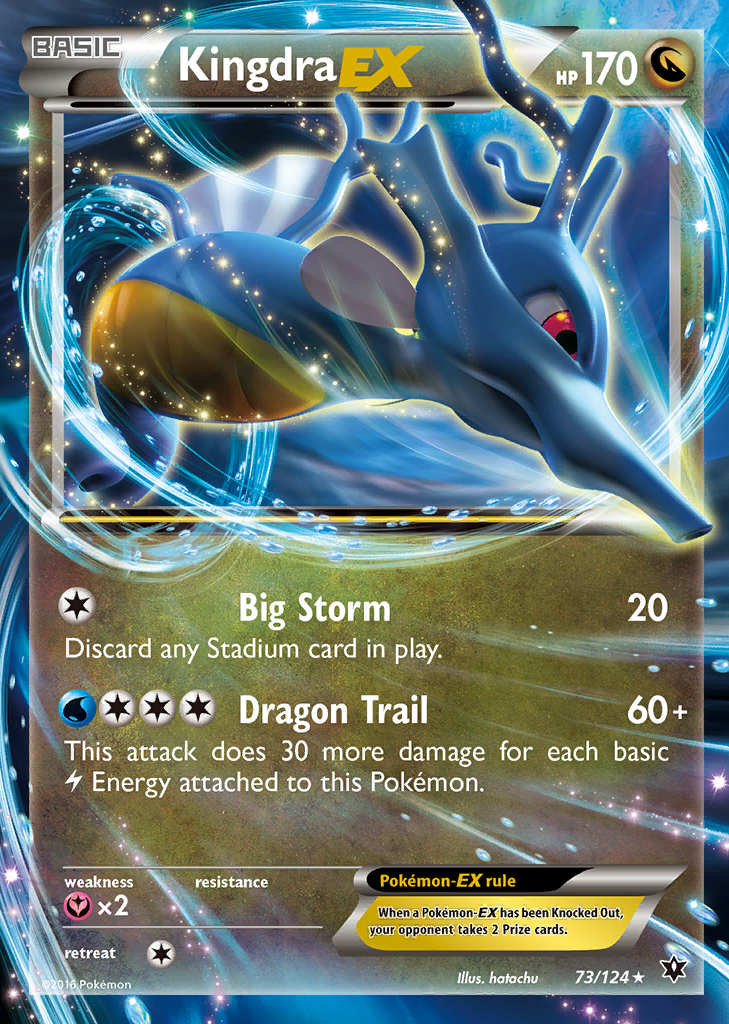 BASIC
Kingdra EX
HP 170
Big Storm 20
Discard any Stadium card in play.
Dragon Trail 60+
This attack does 30 more damage for each basic
Energy attached to this Pokémon.
weakness
resistance
×2
retreat
Pokémon-EX rule
When a Pokémon-EX has been Knocked Out,
your opponent takes 2 Prize cards.
Illus. hatachu
73/124
©2016 Pokémon